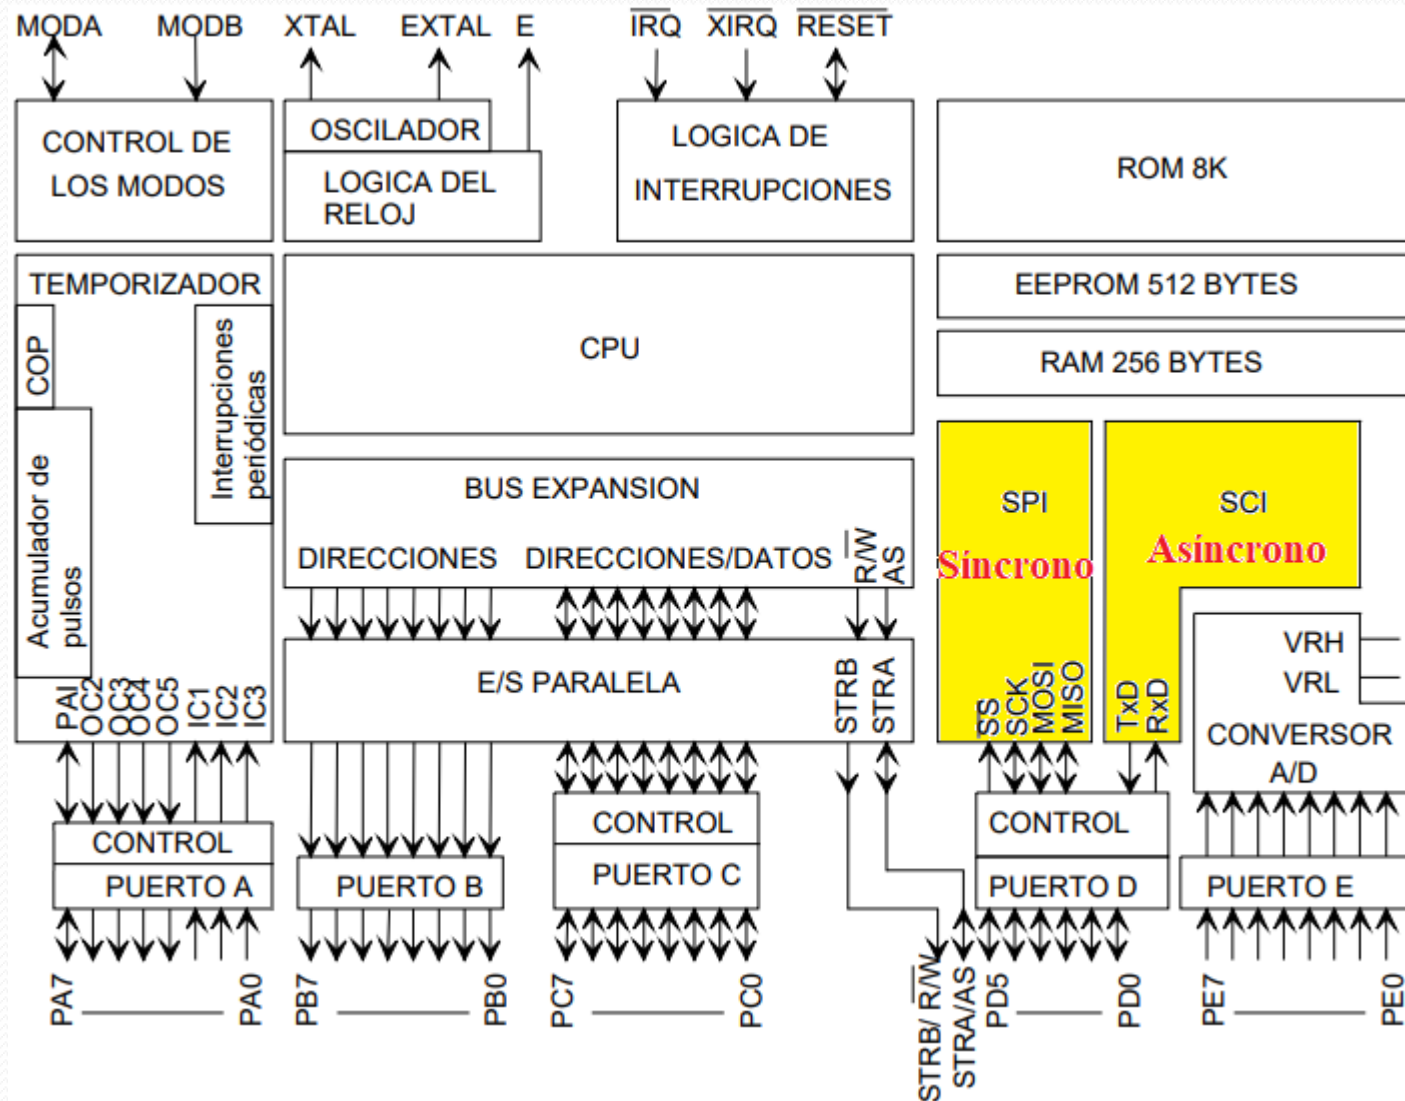 MODA MODB XTAL EXTAL E IRQ XIRQ RESET
CONTROL DE
LOS MODOS
OSCILADOR
LOGICA DEL
RELOJ
LOGICA DE
INTERRUPCIONES
ROM 8K
TEMPORIZADOR
COP
Interrupciones
periódicas
Acumulador de
pulsos
PAI
OC2
OC3
OC4
OC5
IC1
IC2
IC3
CPU
EEPROM 512 BYTES
RAM 256 BYTES
BUS EXPANSION
DIRECCIONES DIRECCIONES/DATOS
R/W
AS
E/S PARALELA
STRB
STRA
SPI
Síncrono
SS
SCK
MOSI
MISO
SCI
Asíncrono
TxD
RxD
VRH
VRL
CONVERSOR
A/D
CONTROL
PUERTO A
PUERTO B
CONTROL
PUERTO C
CONTROL
PUERTO D
PUERTO E
PA7
PA0
PB7
PB0
PC7
PC0
STRB/ R/W
STRA/AS
PD5
PD0
PE7
PE0